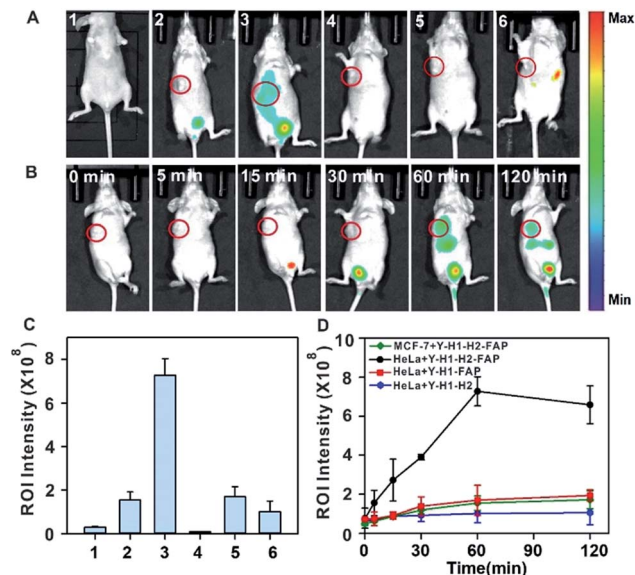 A
1 2 3 4 5 6
Max
B
0 min 5 min 15 min 30 min 60 min 120 min
Min
C
ROI Intensity (X10⁸)
8
6
4
2
0
1 2 3 4 5 6
D
ROI Intensity (X10⁸)
10
8
6
4
2
0
MCF-7+Y-H1-H2-FAP
HeLa+Y-H1-H2-FAP
HeLa+Y-H1-FAP
HeLa+Y-H1-H2
0 30 60 90 120
Time(min)